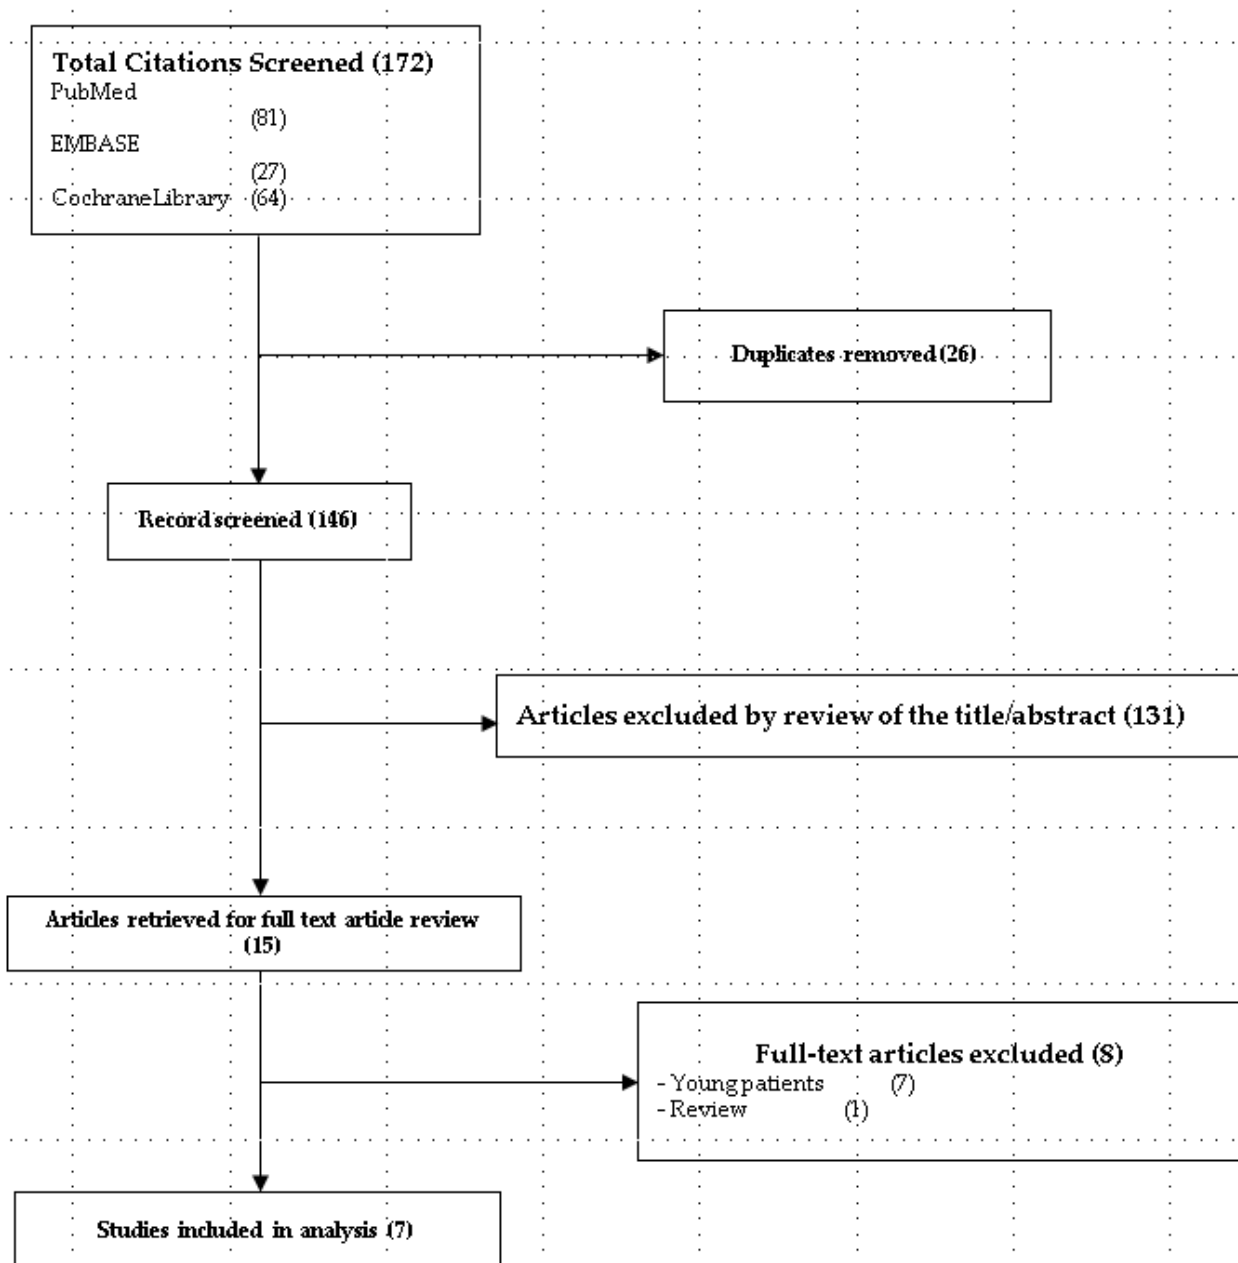 Total Citations Screened (172)
PubMed
(81)
EMBASE
(27)
CochraneLibrary (64)
Duplicates removed (26)
Record screened (146)
Articles excluded by review of the title/abstract (131)
Articles retrieved for full text article review
(15)
Full-text articles excluded (8)
- Young patients (7)
- Review (1)
Studies included in analysis (7)